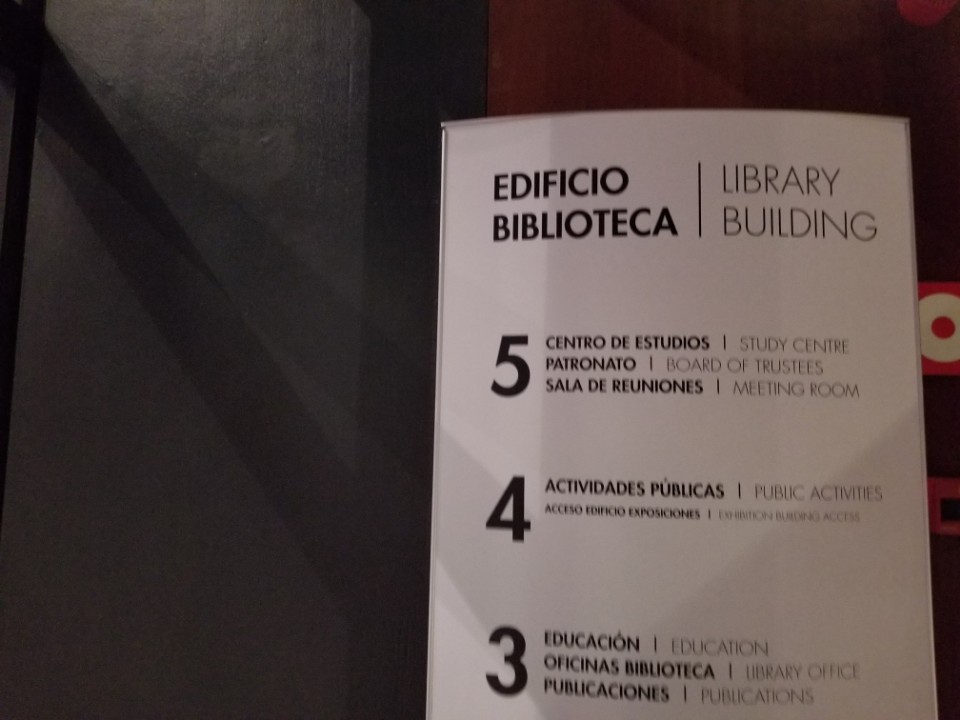 EDIFICIO BIBLIOTECA | LIBRARY BUILDING
5
CENTRO DE ESTUDIOS | STUDY CENTRE
PATRONATO | BOARD OF TRUSTEES
SALA DE REUNIONES | MEETING ROOM
4
ACTIVIDADES PÚBLICAS | PUBLIC ACTIVITIES
ACCESO EDIFICIO EXPOSICIONES | EXHIBITION BUILDING ACCESS
3
EDUCACIÓN | EDUCATION
OFICINAS BIBLIOTECA | LIBRARY OFFICE
PUBLICACIONES | PUBLICATIONS